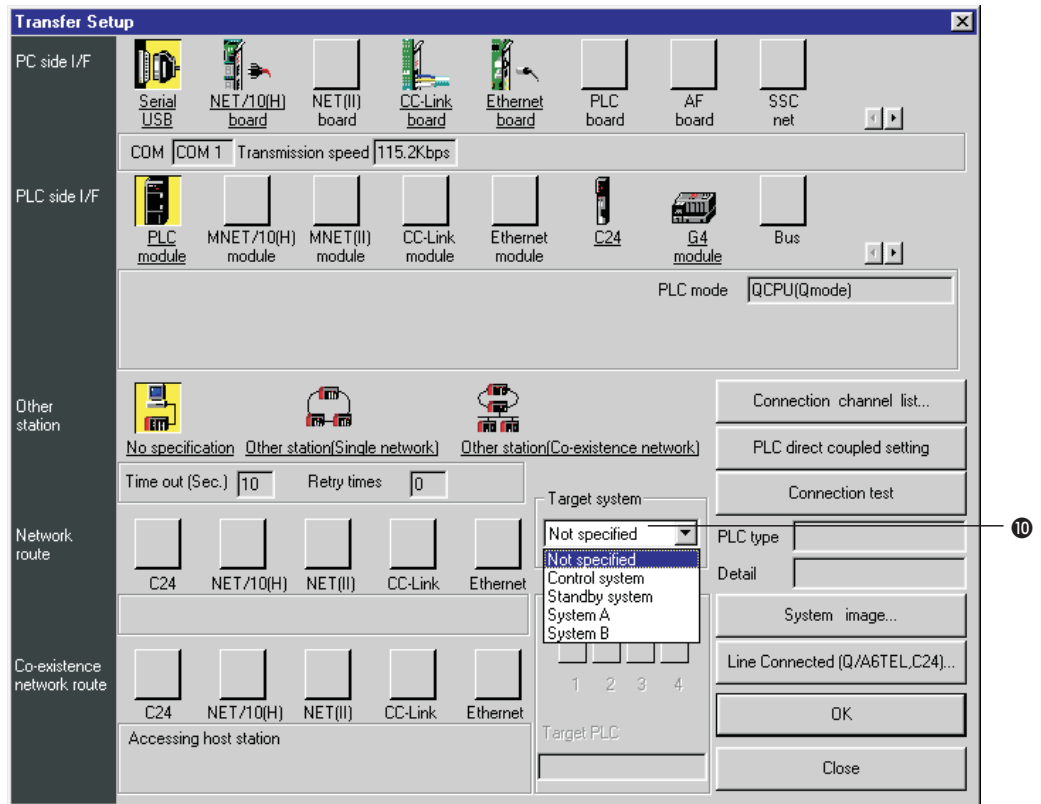 Transfer Setup
PC side I/F
Serial
USB
NET/10(H)
board
NET(II)
board
CC-Link
board
Ethernet
board
PLC
board
AF
board
SSC
net
COM COM 1 Transmission speed 115.2Kbps
PLC side I/F
PLC
module
MNET/10(H)
module
MNET(II)
module
CC-Link
module
Ethernet
module
C24
G4
module
Bus
PLC mode QCPU(Qmode)
Other
station
No specification
Other station(Single network)
Other station(Co-existence network)
Time out (Sec.) 10 Retry times 0
Connection channel list...
PLC direct coupled setting
Connection test
Target system
Not specified
Not specified
Control system
Standby system
System A
System B
❿
PLC type
Detail
System image...
Line Connected (Q/A6TEL,C24)...
OK
Close
Network
route
C24
NET/10(H)
NET(II)
CC-Link
Ethernet
1 2 3 4
Target PLC
Co-existence
network route
C24
NET/10(H)
NET(II)
CC-Link
Ethernet
Accessing host station